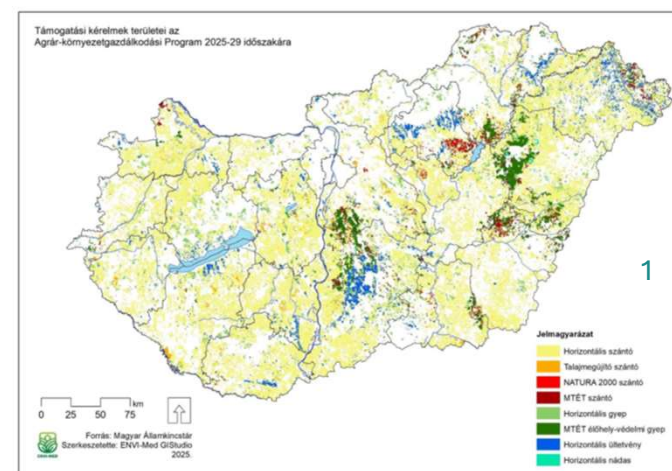 Támogatási kérelmek területei az
Agrár-környezetgazdálkodási Program 2025-29 időszakára
1
Jelmagyarázat
Horizontális szántó
Talajmegújító szántó
NATURA 2000 szántó
MTÉT szántó
Horizontális gyep
MTÉT élőhely-védelmi gyep
Horizontális ültetvény
Horizontális nádas
km
0 25 50 75
Forrás: Magyar Államkincstár
Szerkesztette: ENVI-Med GIStudio
2025.
ENVI-MED